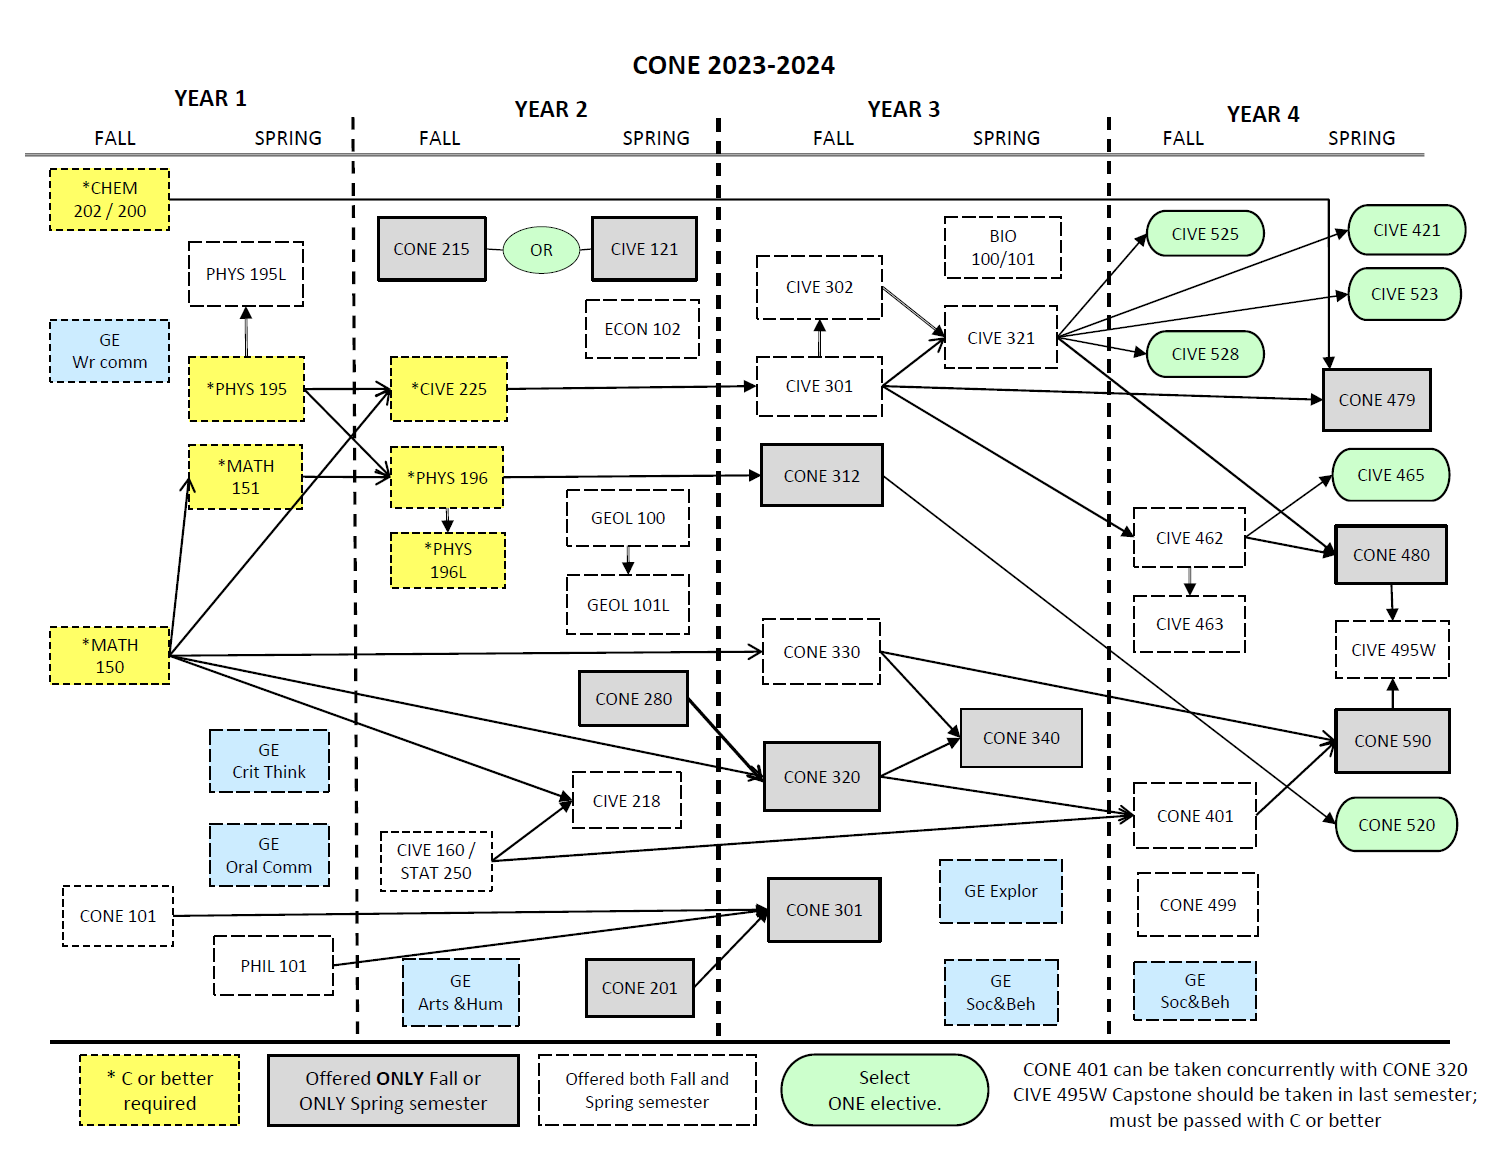 CONE 2023-2024
YEAR 1
YEAR 2
YEAR 3
YEAR 4
FALL
SPRING
FALL
SPRING
FALL
SPRING
FALL
SPRING
*CHEM
202 / 200
PHYS 195L
GE
Wr comm
*PHYS 195
*MATH
151
*MATH
150
GE
Crit Think
GE
Oral Comm
CONE 101
PHIL 101
CONE 215
OR
CIVE 121
ECON 102
*CIVE 225
*PHYS 196
*PHYS
196L
GEOL 100
GEOL 101L
CONE 280
CIVE 218
CIVE 160 /
STAT 250
GE
Arts &Hum
CONE 201
BIO
100/101
CIVE 302
CIVE 321
CIVE 301
CONE 312
CONE 330
CONE 340
CONE 320
CONE 301
GE Explor
GE
Soc&Beh
CIVE 525
CIVE 421
CIVE 523
CIVE 528
CONE 479
CIVE 465
CIVE 462
CONE 480
CIVE 463
CIVE 495W
CONE 590
CONE 401
CONE 520
CONE 499
GE
Soc&Beh
* C or better
required
Offered ONLY Fall or
ONLY Spring semester
Offered both Fall and
Spring semester
Select
ONE elective.
CONE 401 can be taken concurrently with CONE 320
CIVE 495W Capstone should be taken in last semester;
must be passed with C or better